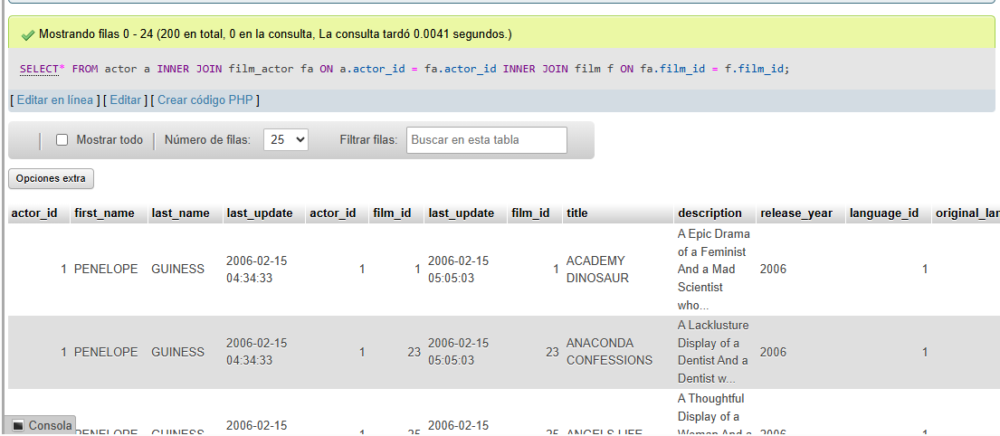 Mostrando filas 0 - 24 (200 en total, 0 en la consulta, La consulta tardó 0.0041 segundos.)
SELECT* FROM actor a INNER JOIN film_actor fa ON a.actor_id = fa.actor_id INNER JOIN film f ON fa.film_id = f.film_id;
[ Editar en línea ] [ Editar ] [ Crear código PHP ]
Mostrar todo Número de filas: 25 Filtrar filas: Buscar en esta tabla
Opciones extra
actor_id first_name last_name last_update actor_id film_id last_update film_id title description release_year language_id original_lan
A Epic Drama
of a Feminist
1 PENELOPE GUINESS 2006-02-15 04:34:33 1 1 2006-02-15 05:05:03 1 ACADEMY DINOSAUR And a Mad 2006 1
Scientist
who...
A Lacklusture
1 PENELOPE GUINESS 2006-02-15 04:34:33 1 23 2006-02-15 05:05:03 23 ANACONDA CONFESSIONS Display of a 2006 1
Dentist And a
Dentist w...
A Thoughtful
2006-02-15 2006-02-15 Display of a
PENELOPE GUINESS 1 25 25 ANGELS LIFE Woman And a 2006 1
Consola